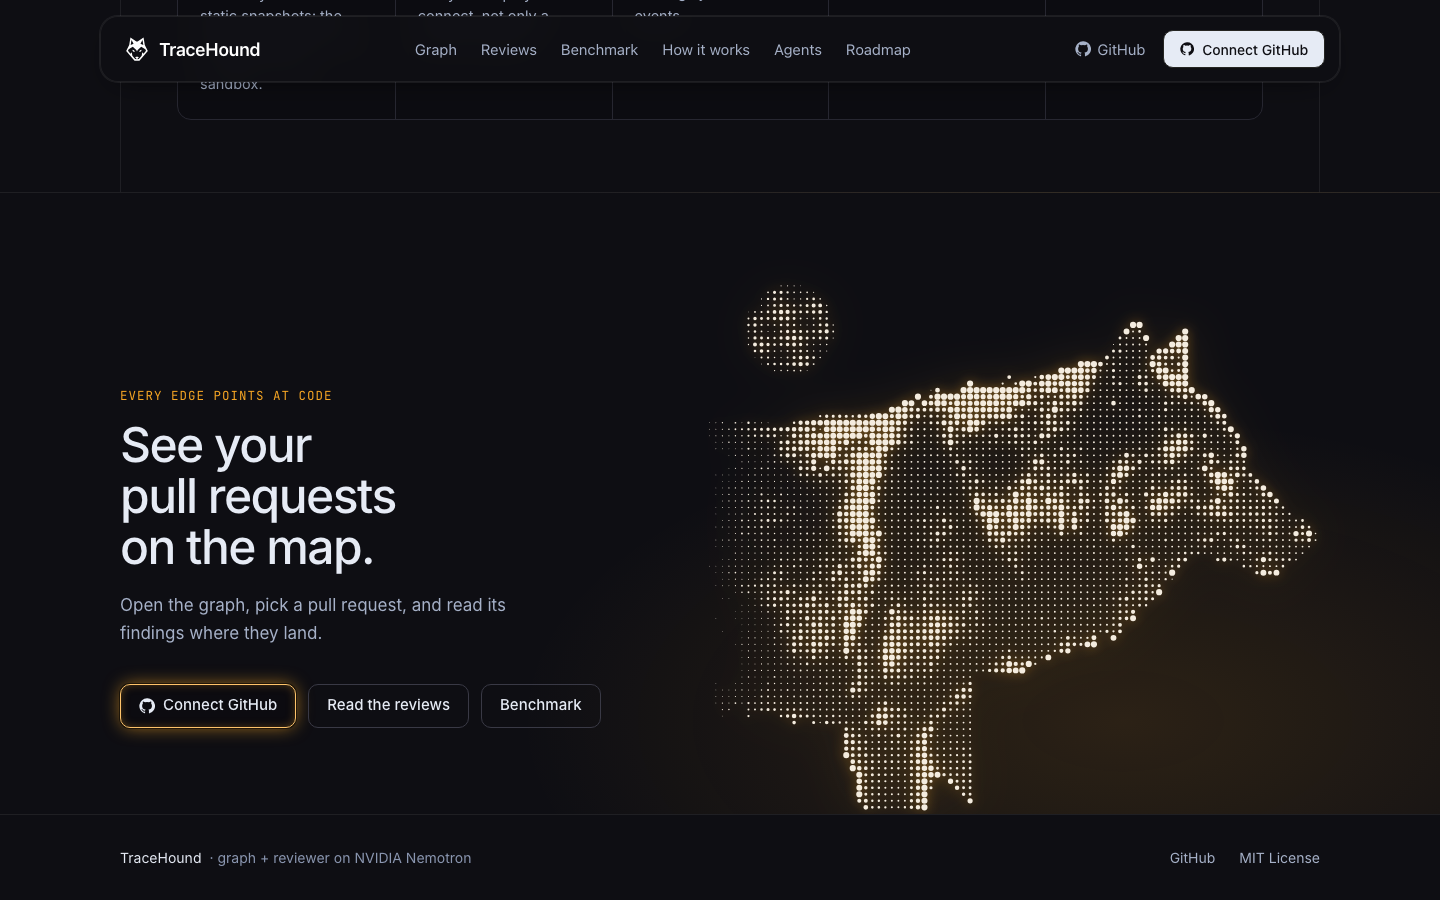 TraceHound
Graph
Reviews
Benchmark
How it works
Agents
Roadmap
GitHub
Connect GitHub
sandbox.
EVERY EDGE POINTS AT CODE
See your
pull requests
on the map.
Open the graph, pick a pull request, and read its
findings where they land.
Connect GitHub
Read the reviews
Benchmark
TraceHound · graph + reviewer on NVIDIA Nemotron
GitHub
MIT License